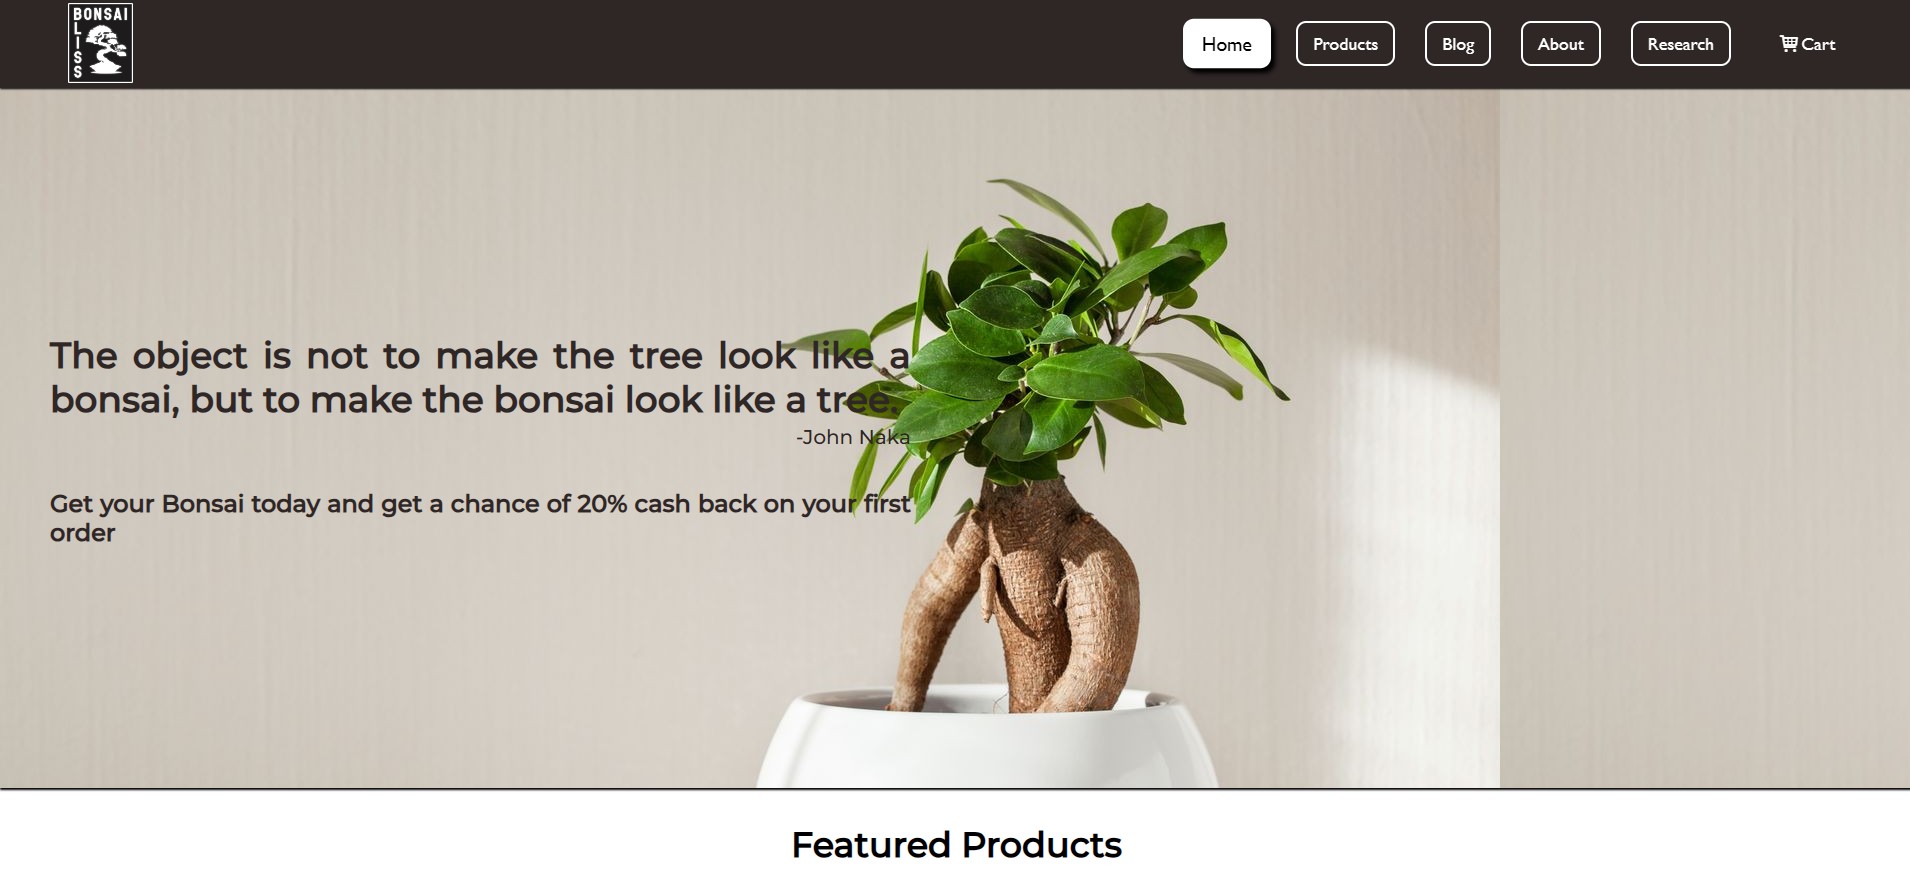 BONSAI
LISS
Home
Products
Blog
About
Research
Cart
The object is not to make the tree look like a
bonsai, but to make the bonsai look like a tree.
-John Naka
Get your Bonsai today and get a chance of 20% cash back on your first
order
Featured Products